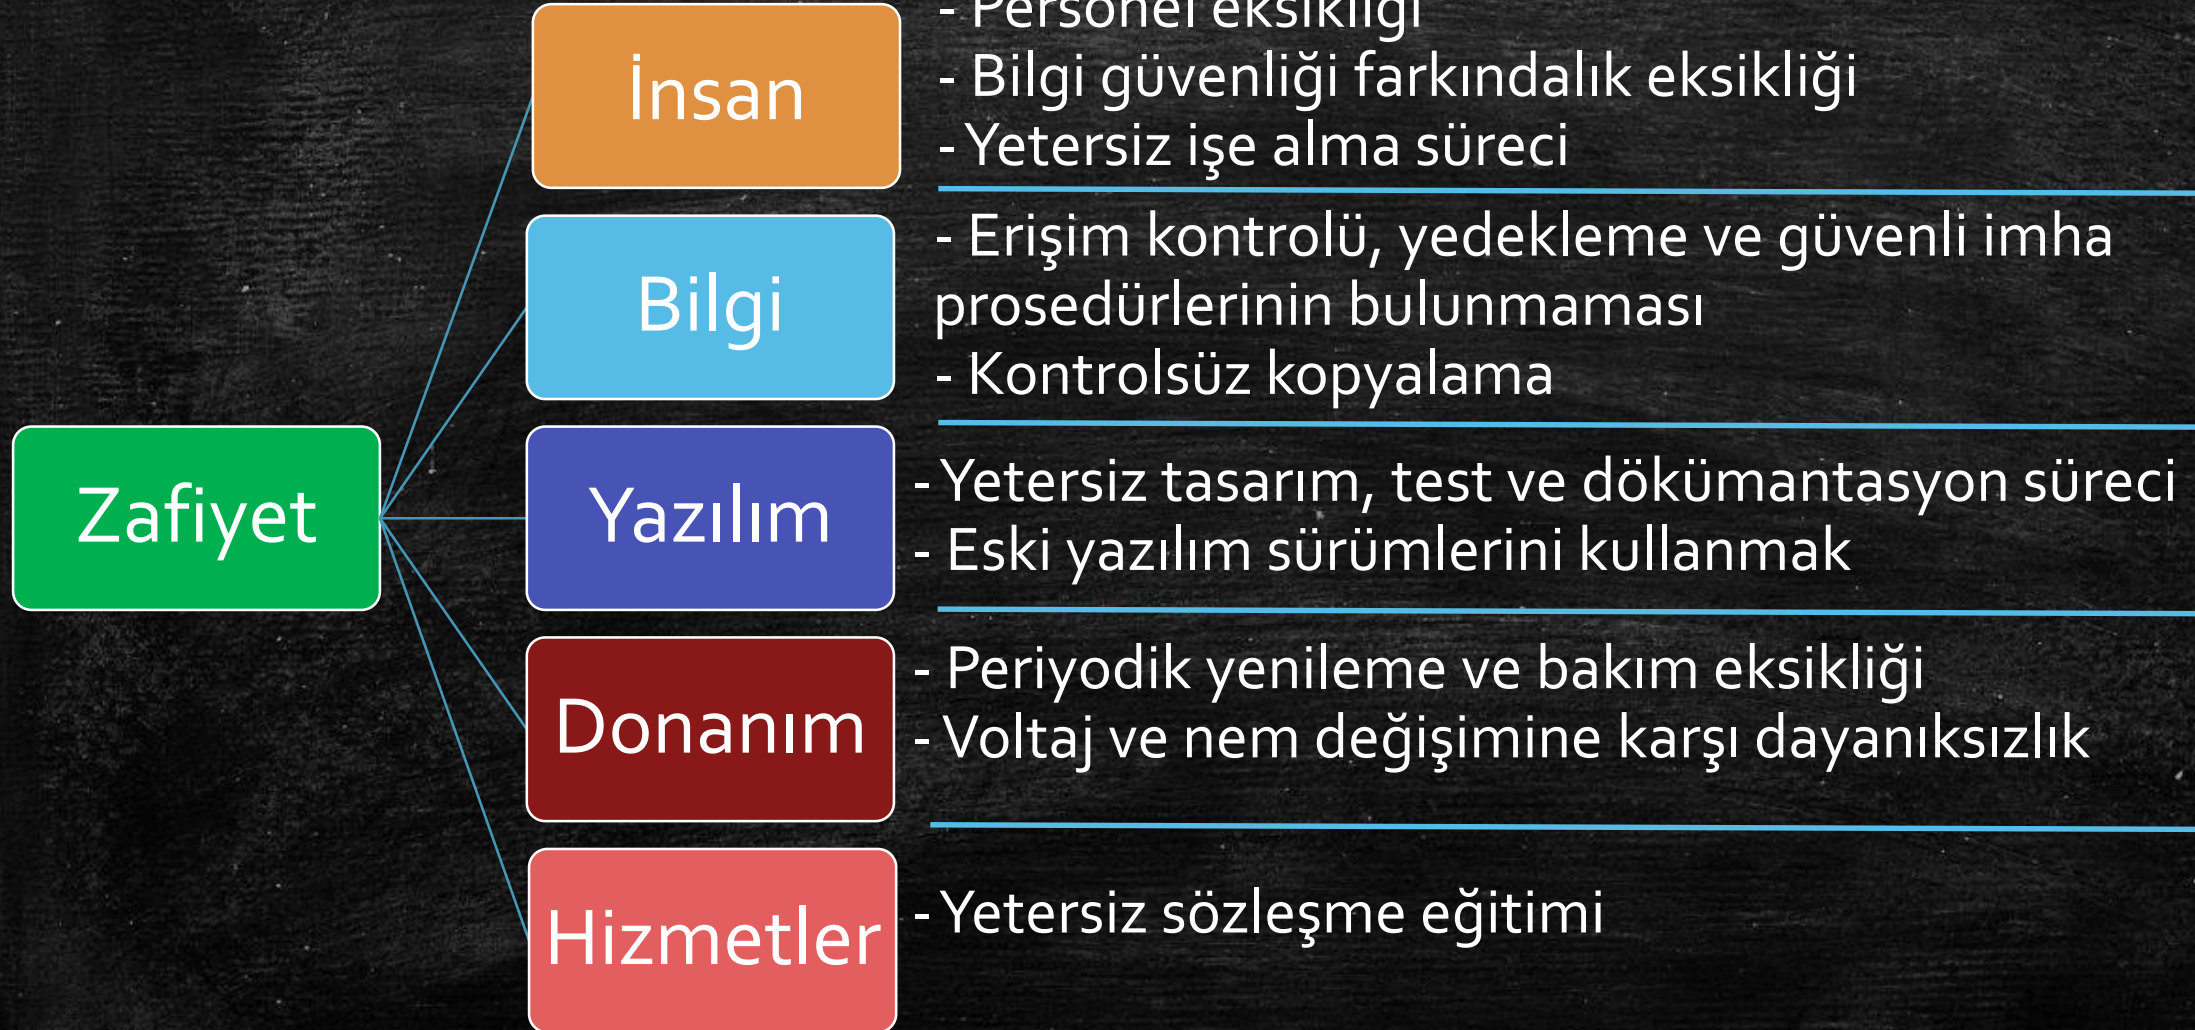 - Personel eksikliği
İnsan
- Bilgi güvenliği farkındalık eksikliği
- Yetersiz işe alma süreci
Bilgi
- Erişim kontrolü, yedekleme ve güvenli imha
prosedürlerinin bulunmaması
- Kontrolsüz kopyalama
Zafiyet
Yazılım
- Yetersiz tasarım, test ve dökümantasyon süreci
- Eski yazılım sürümlerini kullanmak
Donanım
- Periyodik yenileme ve bakım eksikliği
- Voltaj ve nem değişimine karşı dayanıksızlık
Hizmetler
- Yetersiz sözleşme eğitimi